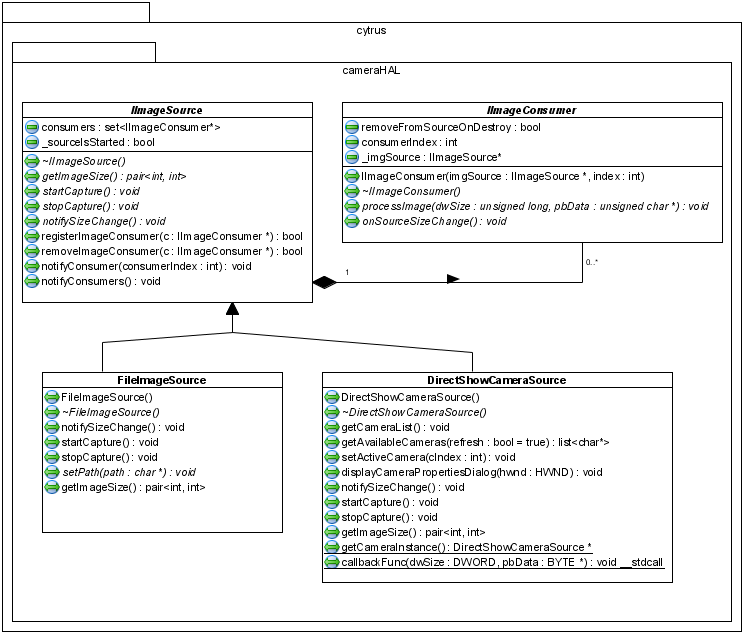 cytrus
cameraHAL
IImageSource
consumers : set<IImageConsumer*>
_sourceIsStarted : bool
~IImageSource()
getImageSize() : pair<int, int>
startCapture() : void
stopCapture() : void
notifySizeChange() : void
registerImageConsumer(c : IImageConsumer *) : bool
removeImageConsumer(c : IImageConsumer *) : bool
notifyConsumer(consumerIndex : int) : void
notifyConsumers() : void
IImageConsumer
removeFromSourceOnDestroy : bool
consumerIndex : int
_imgSource : IImageSource*
IImageConsumer(imgSource : IImageSource *, index : int)
~IImageConsumer()
processImage(dwSize : unsigned long, pbData : unsigned char *) : void
onSourceSizeChange() : void
1
0..*
FileImageSource
FileImageSource()
~FileImageSource()
notifySizeChange() : void
startCapture() : void
stopCapture() : void
setPath(path : char *) : void
getImageSize() : pair<int, int>
DirectShowCameraSource
DirectShowCameraSource()
~DirectShowCameraSource()
getCameraList() : void
getAvailableCameras(refresh : bool = true) : list<char*>
setActiveCamera(cIndex : int) : void
displayCameraPropertiesDialog(hwnd : HWND) : void
notifySizeChange() : void
startCapture() : void
stopCapture() : void
getImageSize() : pair<int, int>
getCameraInstance() : DirectShowCameraSource *
callbackFunc(dwSize : DWORD, pbData : BYTE *) : void __stdcall